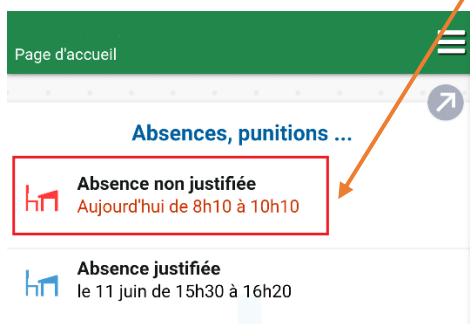 Page d'accueil
Absences, punitions ...
Absence non justifiée
Aujourd'hui de 8h10 à 10h10
Absence justifiée
le 11 juin de 15h30 à 16h20